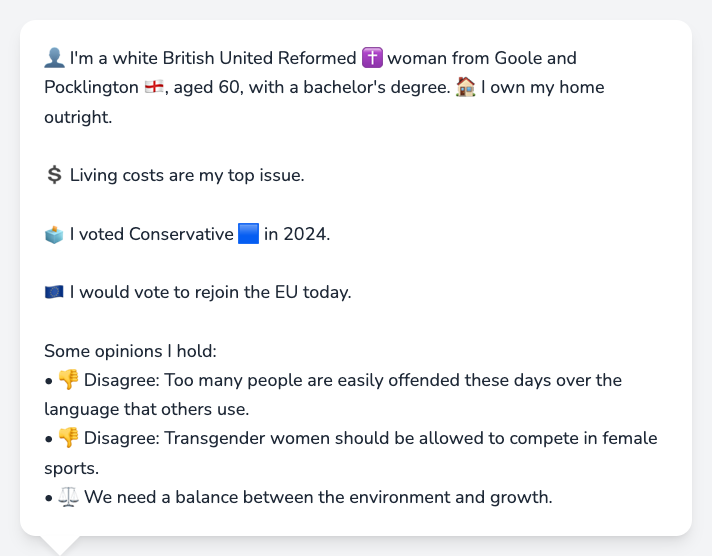 👤 I'm a white British United Reformed ✝️ woman from Goole and
Pocklington 🏴󠁧󠁢󠁥󠁮󠁧󠁿, aged 60, with a bachelor's degree. 🏠 I own my home
outright.
💲 Living costs are my top issue.
🗳️ I voted Conservative 🟦 in 2024.
🇪🇺 I would vote to rejoin the EU today.
Some opinions I hold:
• 👎 Disagree: Too many people are easily offended these days over the
language that others use.
• 👎 Disagree: Transgender women should be allowed to compete in female
sports.
• ⚖️ We need a balance between the environment and growth.